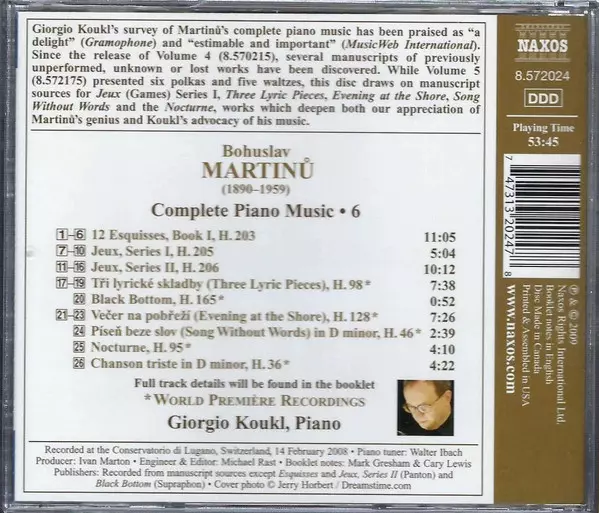 Giorgio Koukl's survey of Martinů's complete piano music has been praised as "a
delight" (Gramophone) and "estimable and important" (MusicWeb International).
Since the release of Volume 4 (8.570215), several manuscripts of previously
unperformed, unknown or lost works have been discovered. While Volume 5
(8.572175) presented six polkas and five waltzes, this disc draws on manuscript
sources for Jeux (Games) Series I, Three Lyric Pieces, Evening at the Shore, Song
Without Words and the Nocturne, works which deepen both our appreciation of
Martinů's genius and Koukl's advocacy of his music.
Bohuslav
MARTINŮ
(1890–1959)
Complete Piano Music • 6
1–6 12 Esquisses, Book I, H. 203 11:05
7–10 Jeux, Series I, H. 205 5:04
11–16 Jeux, Series II, H. 206 10:12
17–19 Tři lyrické skladby (Three Lyric Pieces), H. 98* 7:38
20 Black Bottom, H. 165* 0:52
21–23 Večer na pobřeží (Evening at the Shore), H. 128* 7:26
24 Píseň beze slov (Song Without Words) in D minor, H. 46* 2:39
25 Nocturne, H. 95* 4:10
26 Chanson triste in D minor, H. 36* 4:22
Full track details will be found in the booklet
*WORLD PREMIÈRE RECORDINGS
Giorgio Koukl, Piano
Recorded at the Conservatorio di Lugano, Switzerland, 14 February 2008 • Piano tuner: Walter Ibach
Producer: Ivan Marton • Engineer & Editor: Michael Rast • Booklet notes: Mark Gresham & Cary Lewis
Publishers: Recorded from manuscript sources except Esquisses and Jeux, Series II (Panton) and
Black Bottom (Supraphon) • Cover photo © Jerry Horbert / Dreamstime.com
NAXOS
8.572024
DDD
Playing Time
53:45
7 47313 20247 8
℗ & © 2009
Naxos Rights International Ltd.
Booklet notes in English
Disc Made in Canada
Printed & Assembled in USA
www.naxos.com